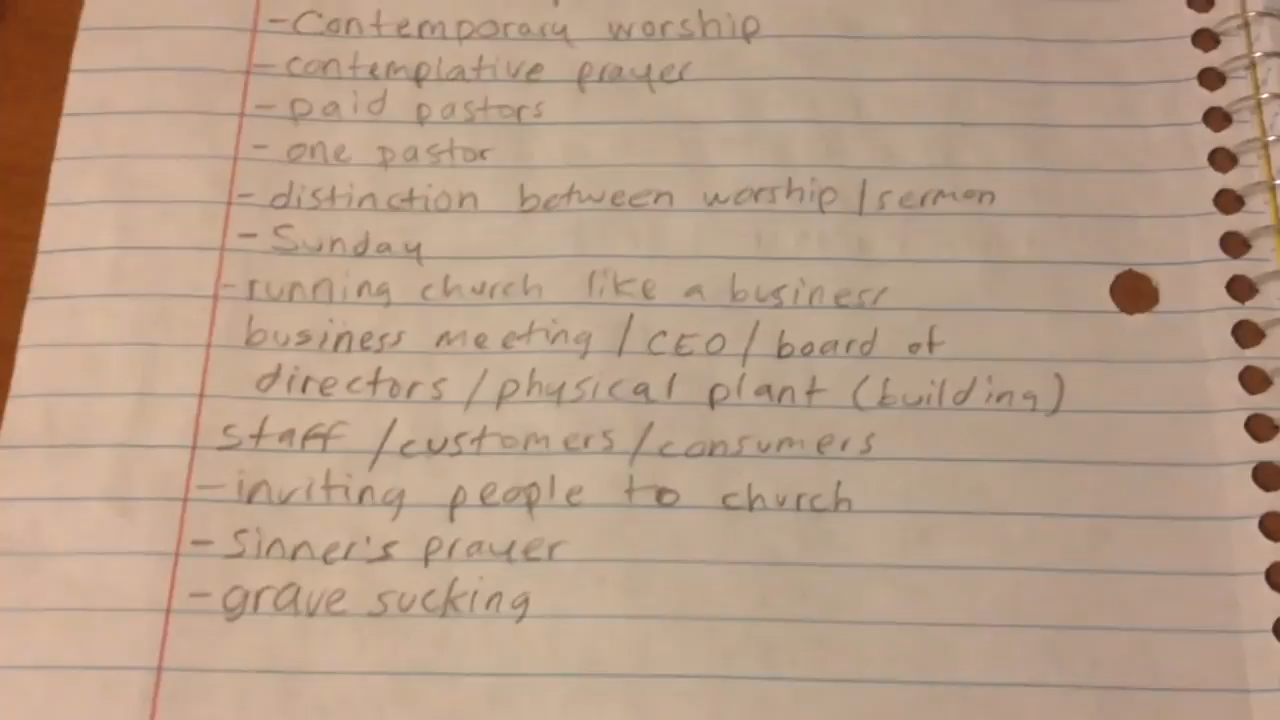 -Contemporary worship
-contemplative prayer
-paid pastors
- one pastor
-distinction between worship/sermon
- Sunday
-running church like a business
business meeting/CEO/board of
directors/physical plant (building)
staff/customers/consumers
-inviting people to church
-Sinner's prayer
-grave sucking